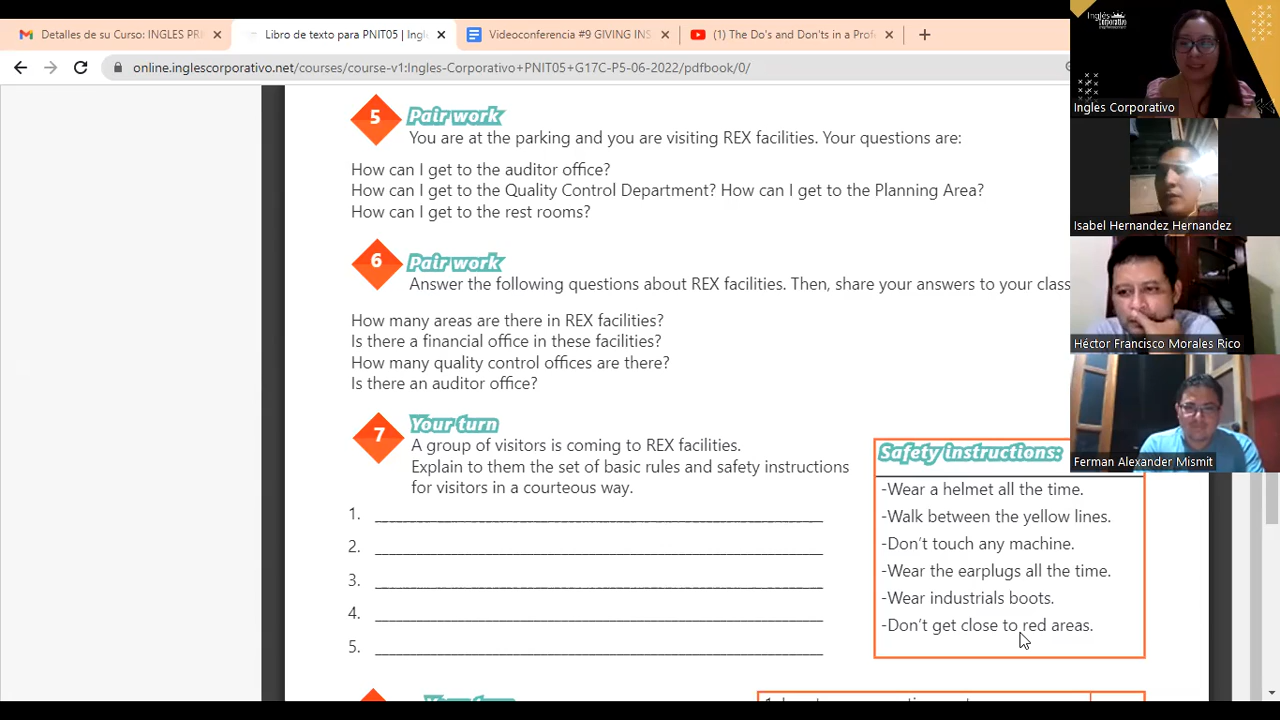 Detalles de su Curso: INGLES PRI
Libro de texto para PNIT05 | Ingl
Videoconferencia #9 GIVING INS
(1) The Do's and Don'ts in a Prof
online.inglescorporativo.net/courses/course-v1:Ingles-Corporativo+PNIT05+G17C-P5-06-2022/pdfbook/0/
5 Pair work
You are at the parking and you are visiting REX facilities. Your questions are:
How can I get to the auditor office?
How can I get to the Quality Control Department? How can I get to the Planning Area?
How can I get to the rest rooms?
6 Pair work
Answer the following questions about REX facilities. Then, share your answers to your class
How many areas are there in REX facilities?
Is there a financial office in these facilities?
How many quality control offices are there?
Is there an auditor office?
7 Your turn
A group of visitors is coming to REX facilities.
Explain to them the set of basic rules and safety instructions
for visitors in a courteous way.
1.
2.
3.
4.
5.
Safety instructions:
-Wear a helmet all the time.
-Walk between the yellow lines.
-Don't touch any machine.
-Wear the earplugs all the time.
-Wear industrials boots.
-Don't get close to red areas.
Your turn
Inglés
Corporativo
Ingles Corporativo
Isabel Hernandez Hernandez
Héctor Francisco Morales Rico
Ferman Alexander Mismit